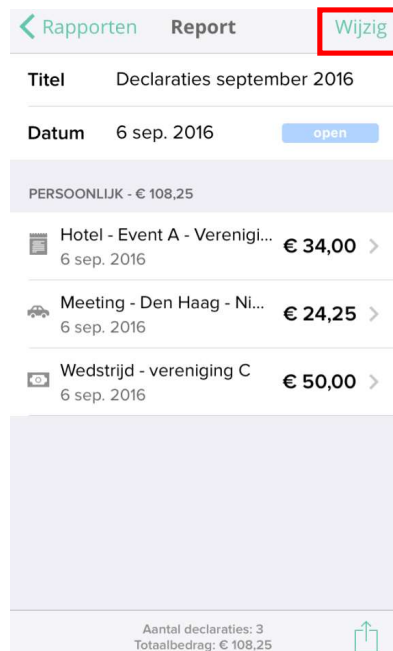 Rapporten Report Wijzig
Titel Declaraties september 2016
Datum 6 sep. 2016 open
PERSOONLIJK - € 108,25
Hotel - Event A - Verenigi... € 34,00
6 sep. 2016
Meeting - Den Haag - Ni... € 24,25
6 sep. 2016
Wedstrijd - vereniging C € 50,00
6 sep. 2016
Aantal declaraties: 3
Totaalbedrag: € 108,25